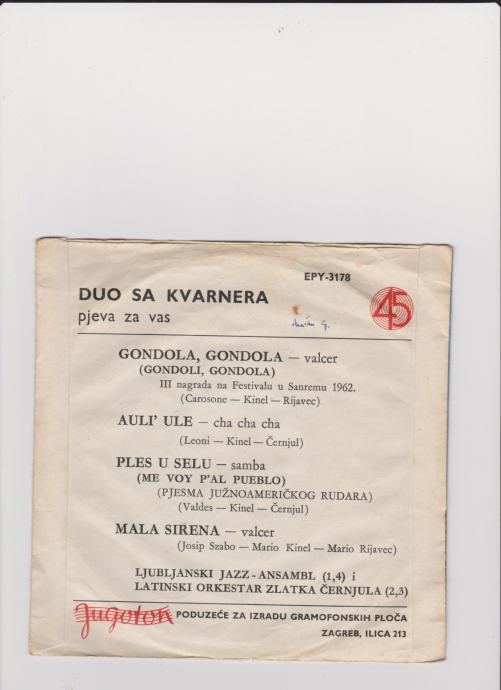 EPY-3178
DUO SA KVARNERA
45
pjeva za vas
GONDOLA, GONDOLA — valcer
(GONDOLI, GONDOLA)
III nagrada na Festivalu u Sanremu 1962.
(Carosone — Kinel — Rijavec)
AULI' ULE — cha cha cha
(Leoni — Kinel — Černjul)
PLES U SELU — samba
(ME VOY P'AL PUEBLO)
(PJESMA JUŽNOAMERIČKOG RUDARA)
(Valdes — Kinel — Černjul)
MALA SIRENA — valcer
(Josip Szabo — Mario Kinel — Mario Rijavec)
LJUBLJANSKI JAZZ-ANSAMBL (1,4) i
LATINSKI ORKESTAR ZLATKA ČERNJULA (2,3)
Jugoton PODUZEĆE ZA IZRADU GRAMOFONSKIH PLOČA
ZAGREB, ILICA 213